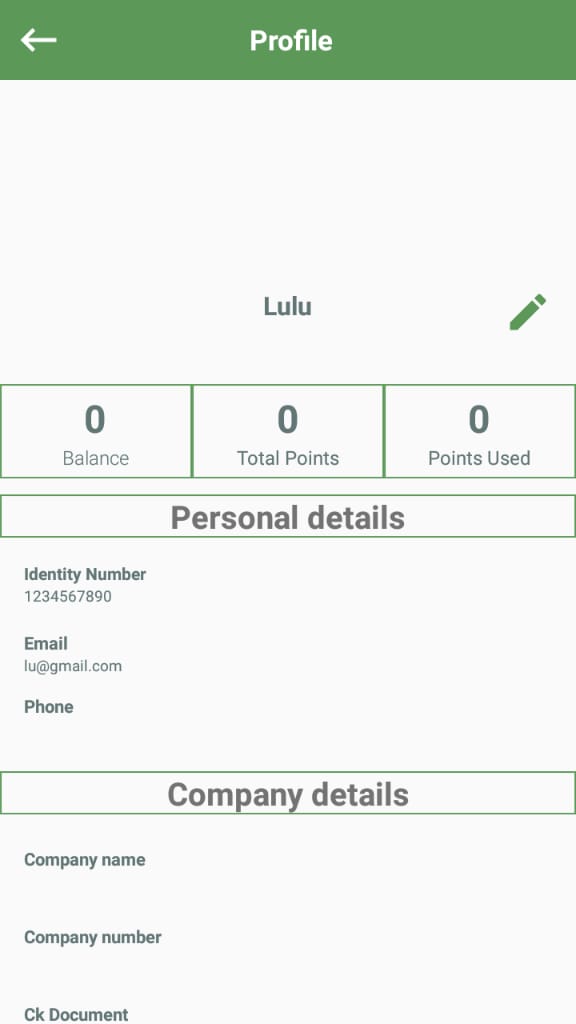 Profile
Lulu
0
Balance
0
Total Points
0
Points Used
Personal details
Identity Number
1234567890
Email
lu@gmail.com
Phone
Company details
Company name
Company number
Ck Document